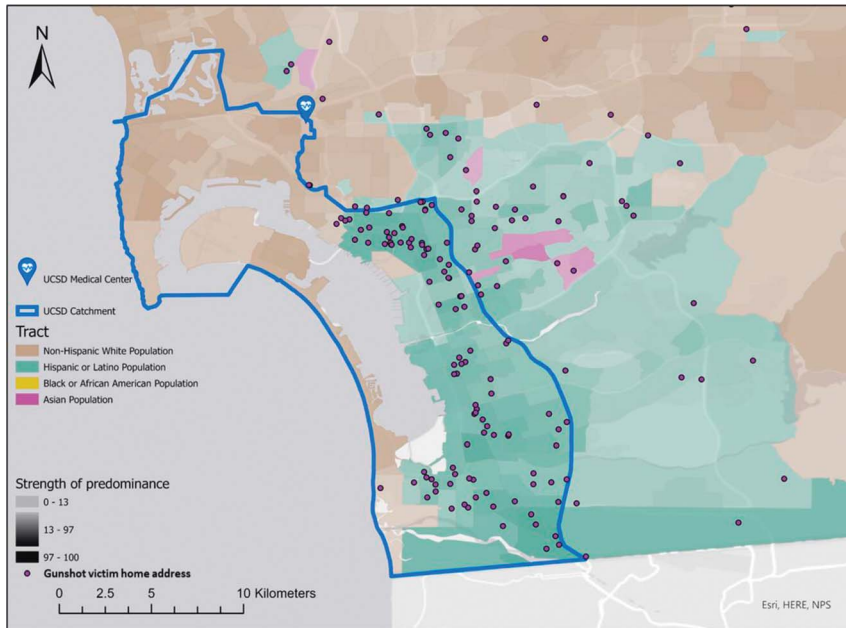 N
UCSD Medical Center
UCSD Catchment
Tract
Non-Hispanic White Population
Hispanic or Latino Population
Black or African American Population
Asian Population
Strength of predominance
0 - 13
13 - 97
97 - 100
Gunshot victim home address
0 2.5 5 10 Kilometers
Esri, HERE, NPS